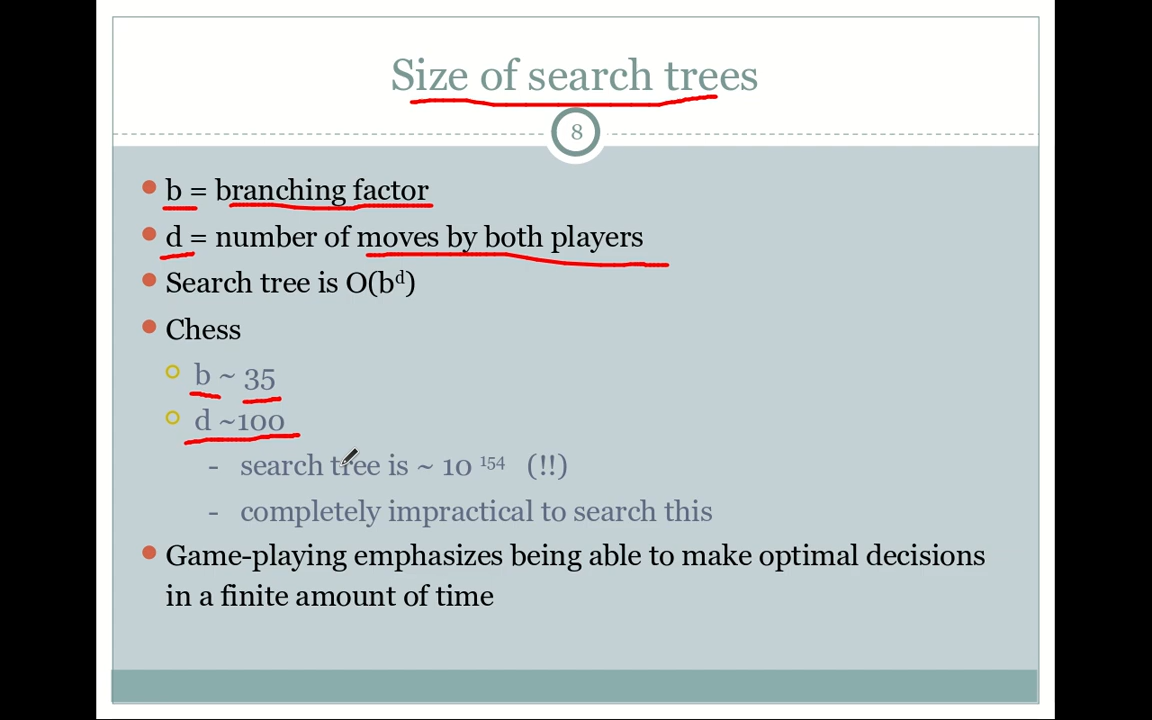 Size of search trees
8
b = branching factor
d = number of moves by both players
Search tree is O(bᵈ)
Chess
b ~ 35
d ~100
- search tree is ~ 10 ¹⁵⁴ (!!)
- completely impractical to search this
Game-playing emphasizes being able to make optimal decisions
in a finite amount of time